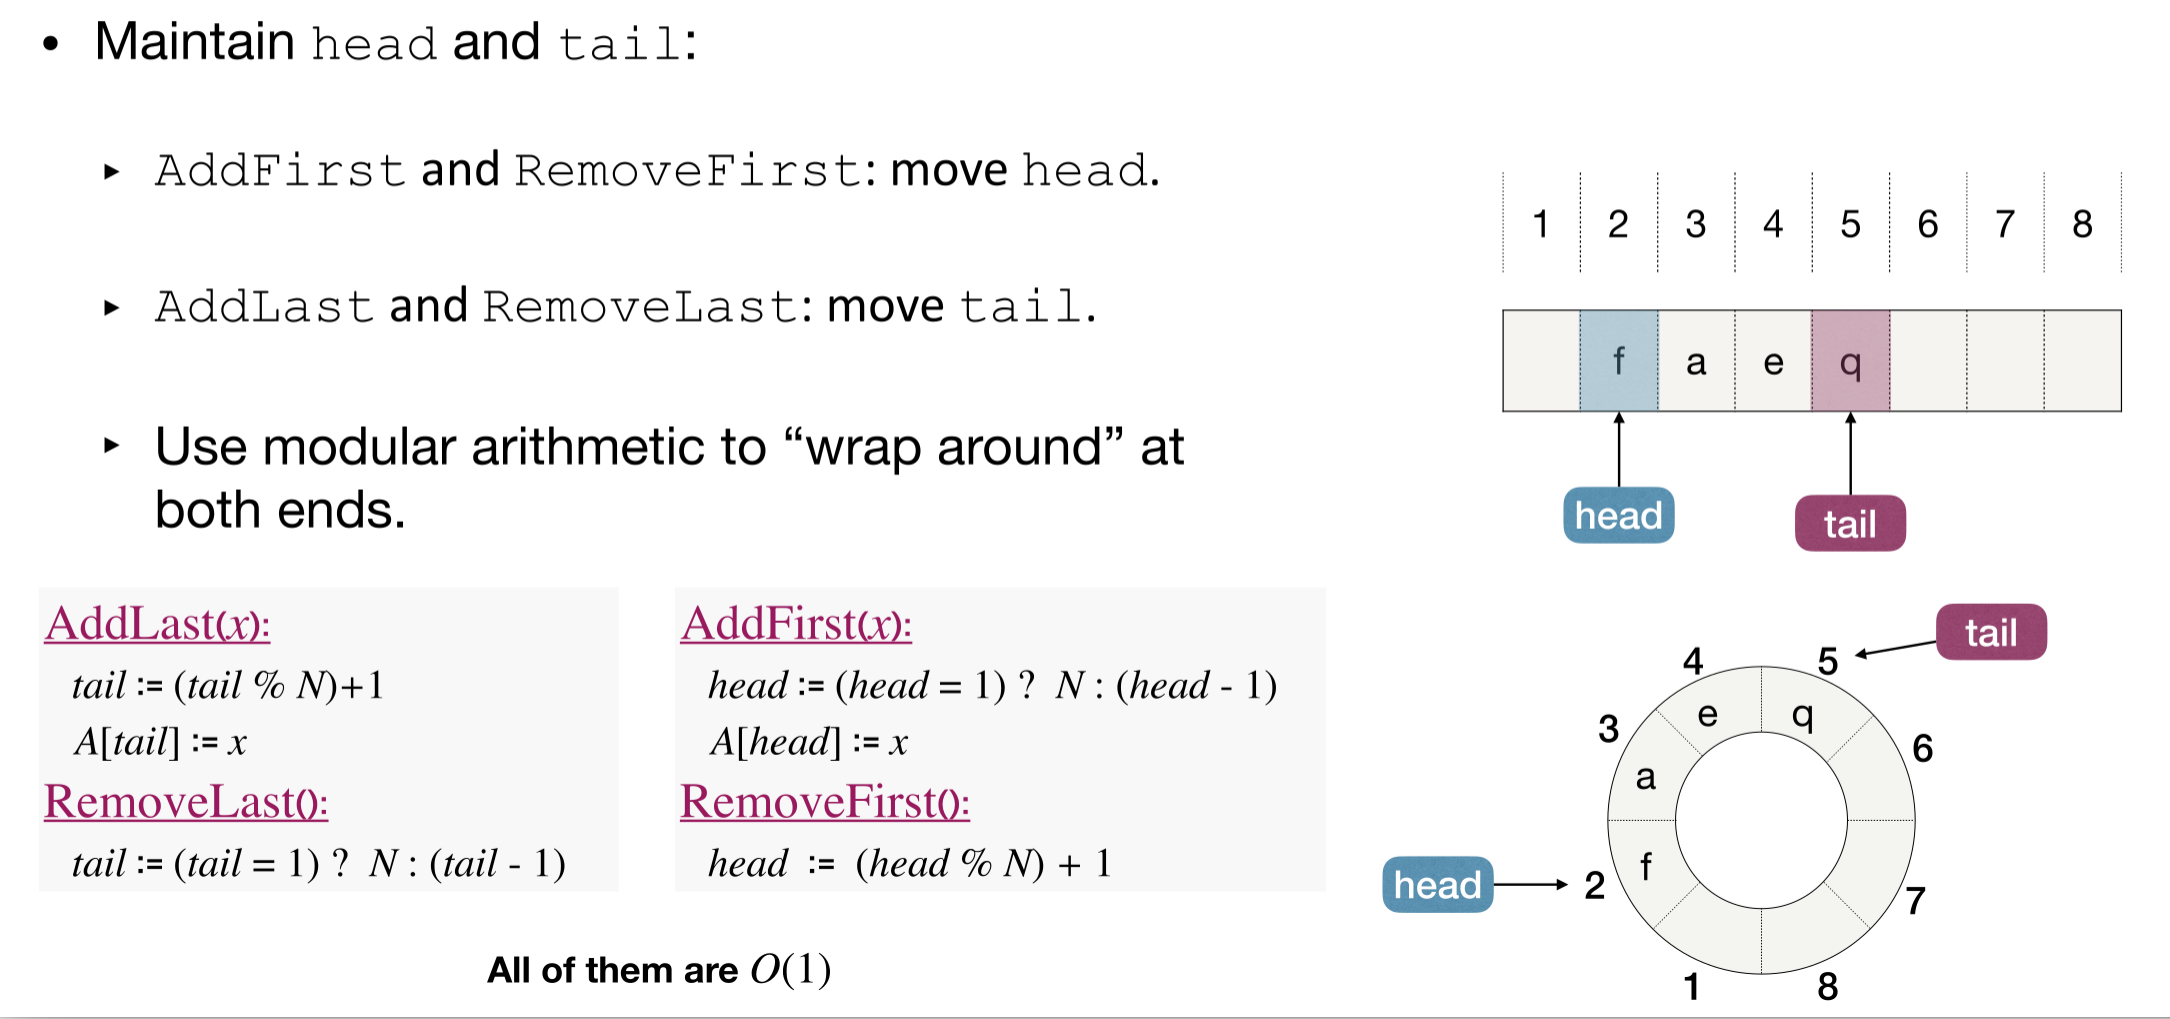 • Maintain head and tail:
‣ AddFirst and RemoveFirst: move head.
‣ AddLast and RemoveLast: move tail.
‣ Use modular arithmetic to “wrap around” at
both ends.
1 2 3 4 5 6 7 8
f a e q
head
tail
AddLast(x):
tail := (tail % N)+1
A[tail] := x
RemoveLast():
tail := (tail = 1) ? N : (tail - 1)
AddFirst(x):
head := (head = 1) ? N : (head - 1)
A[head] := x
RemoveFirst():
head := (head % N) + 1
All of them are O(1)
tail
4 5
e q
3
6
a
f
head
2
7
1 8